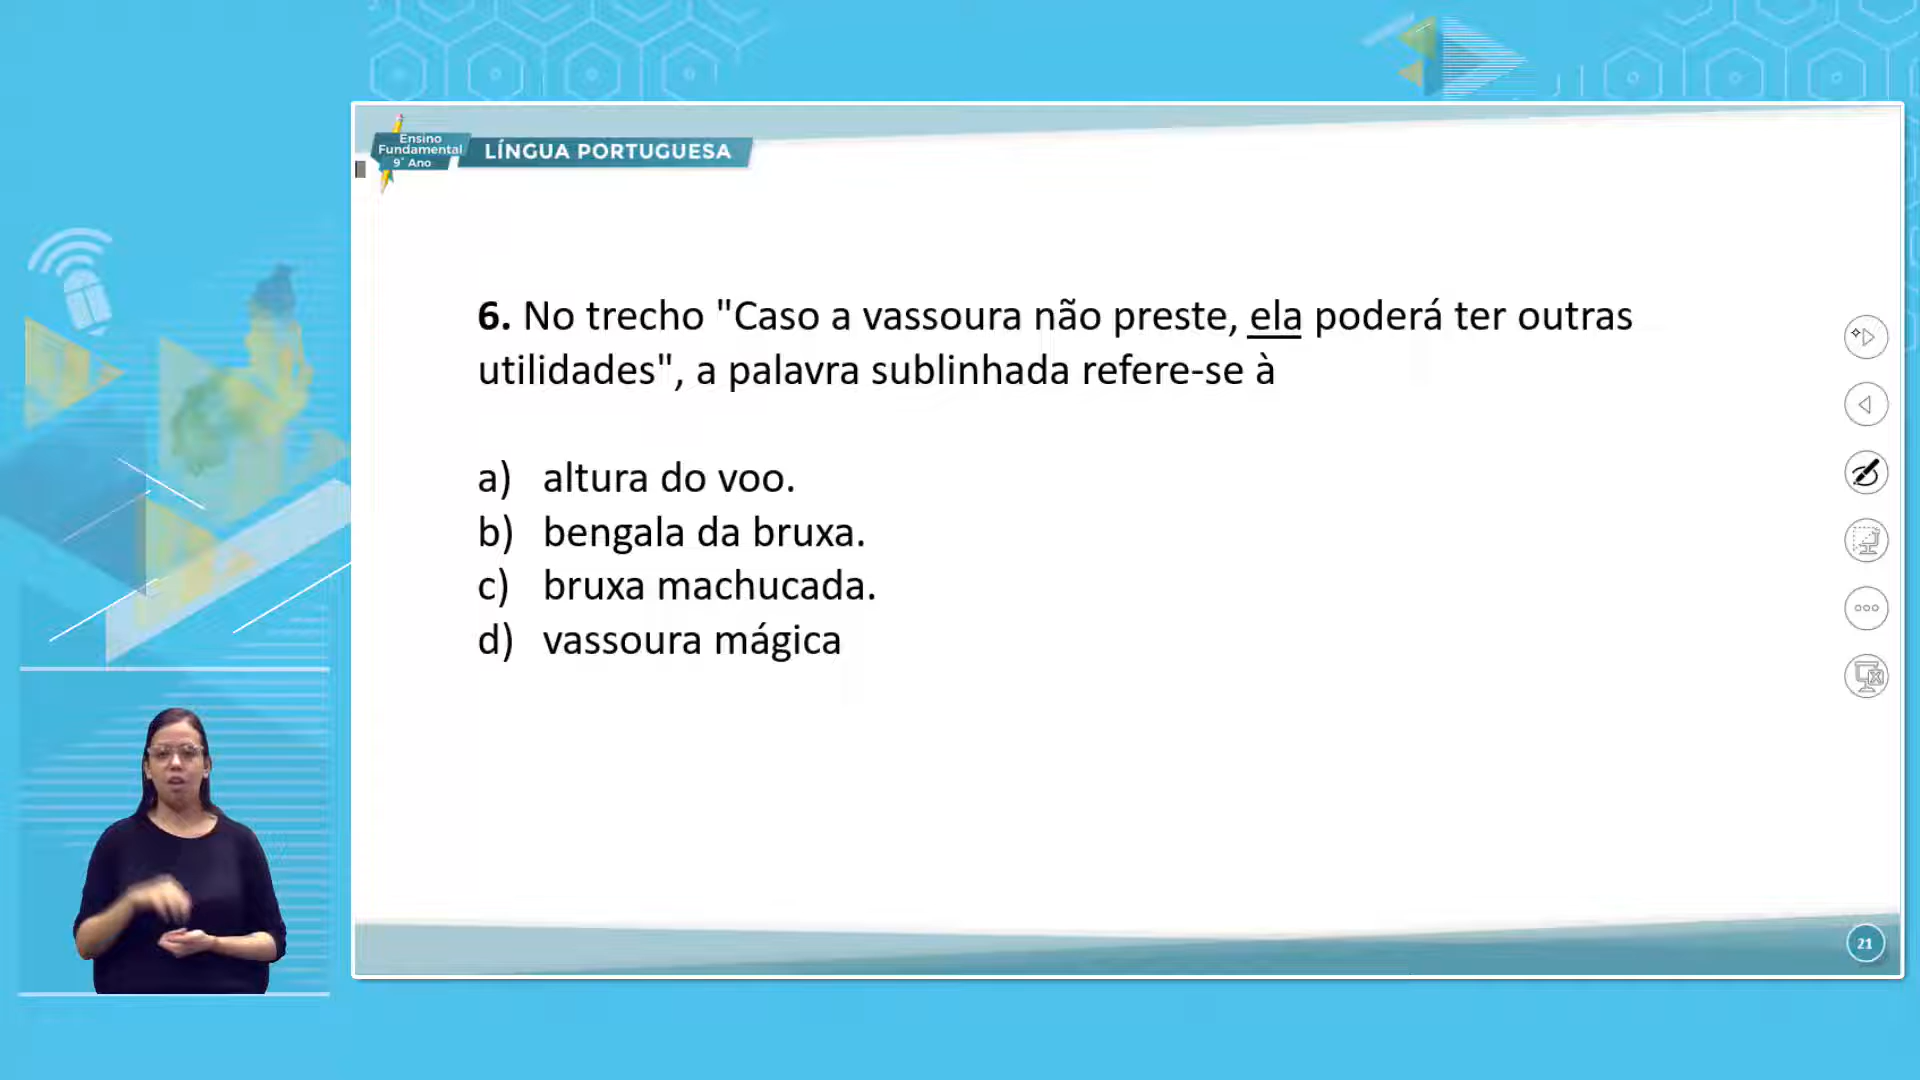 Ensino
Fundamental
9° Ano
LÍNGUA PORTUGUESA
6. No trecho "Caso a vassoura não preste, ela poderá ter outras
utilidades", a palavra sublinhada refere-se à
a) altura do voo.
b) bengala da bruxa.
c) bruxa machucada.
d) vassoura mágica
21